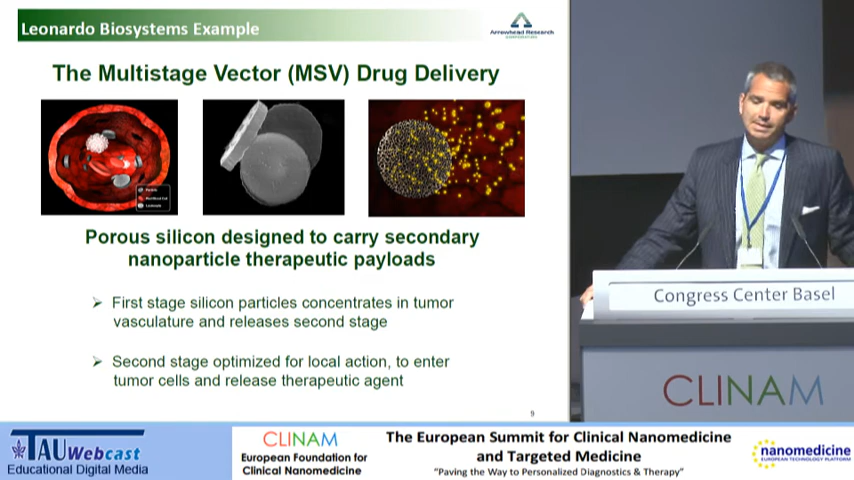 Leonardo Biosystems Example
Arrowhead Research
The Multistage Vector (MSV) Drug Delivery
Porous silicon designed to carry secondary
nanoparticle therapeutic payloads
➢ First stage silicon particles concentrates in tumor
vasculature and releases second stage
➢ Second stage optimized for local action, to enter
tumor cells and release therapeutic agent
9
Congress Center Basel
CLINAM
TAU Webcast
Educational Digital Media
CLINAM
European Foundation for
Clinical Nanomedicine
The European Summit for Clinical Nanomedicine
and Targeted Medicine
"Paving the Way to Personalized Diagnostics & Therapy"
nanomedicine
EUROPEAN TECHNOLOGY PLATFORM